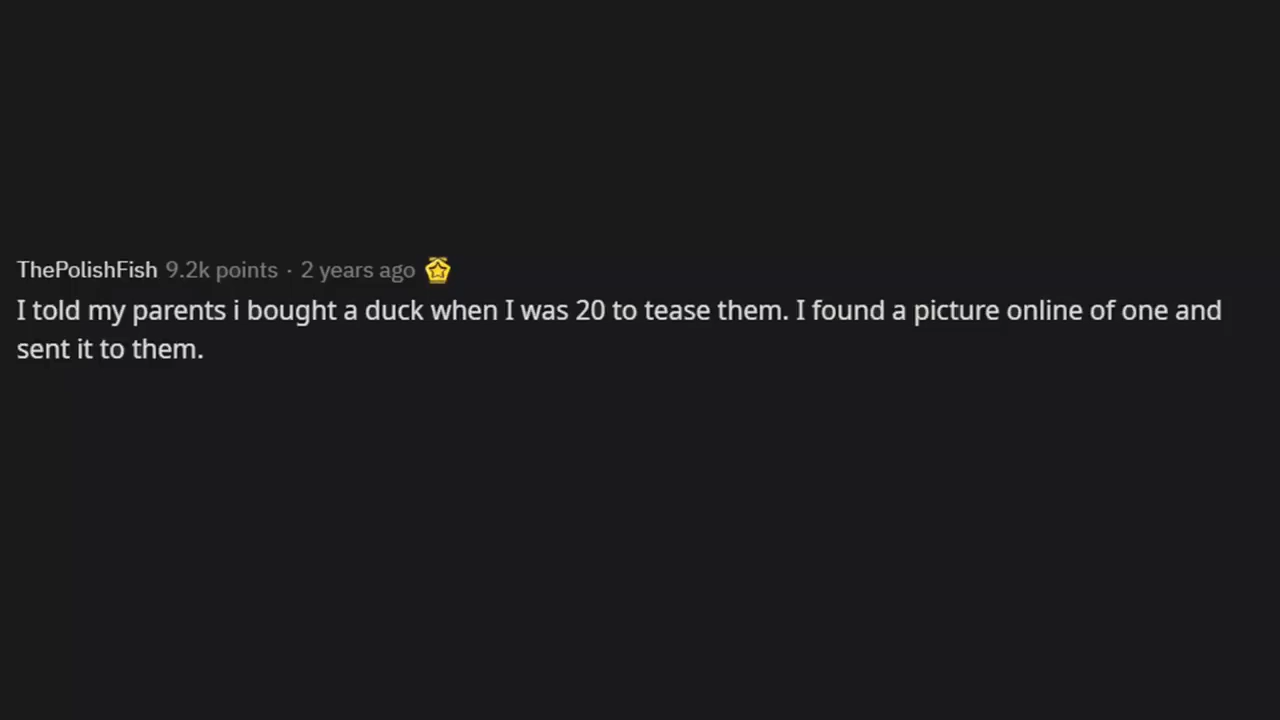 ThePolishFish 9.2k points · 2 years ago
I told my parents i bought a duck when I was 20 to tease them. I found a picture online of one and
sent it to them.